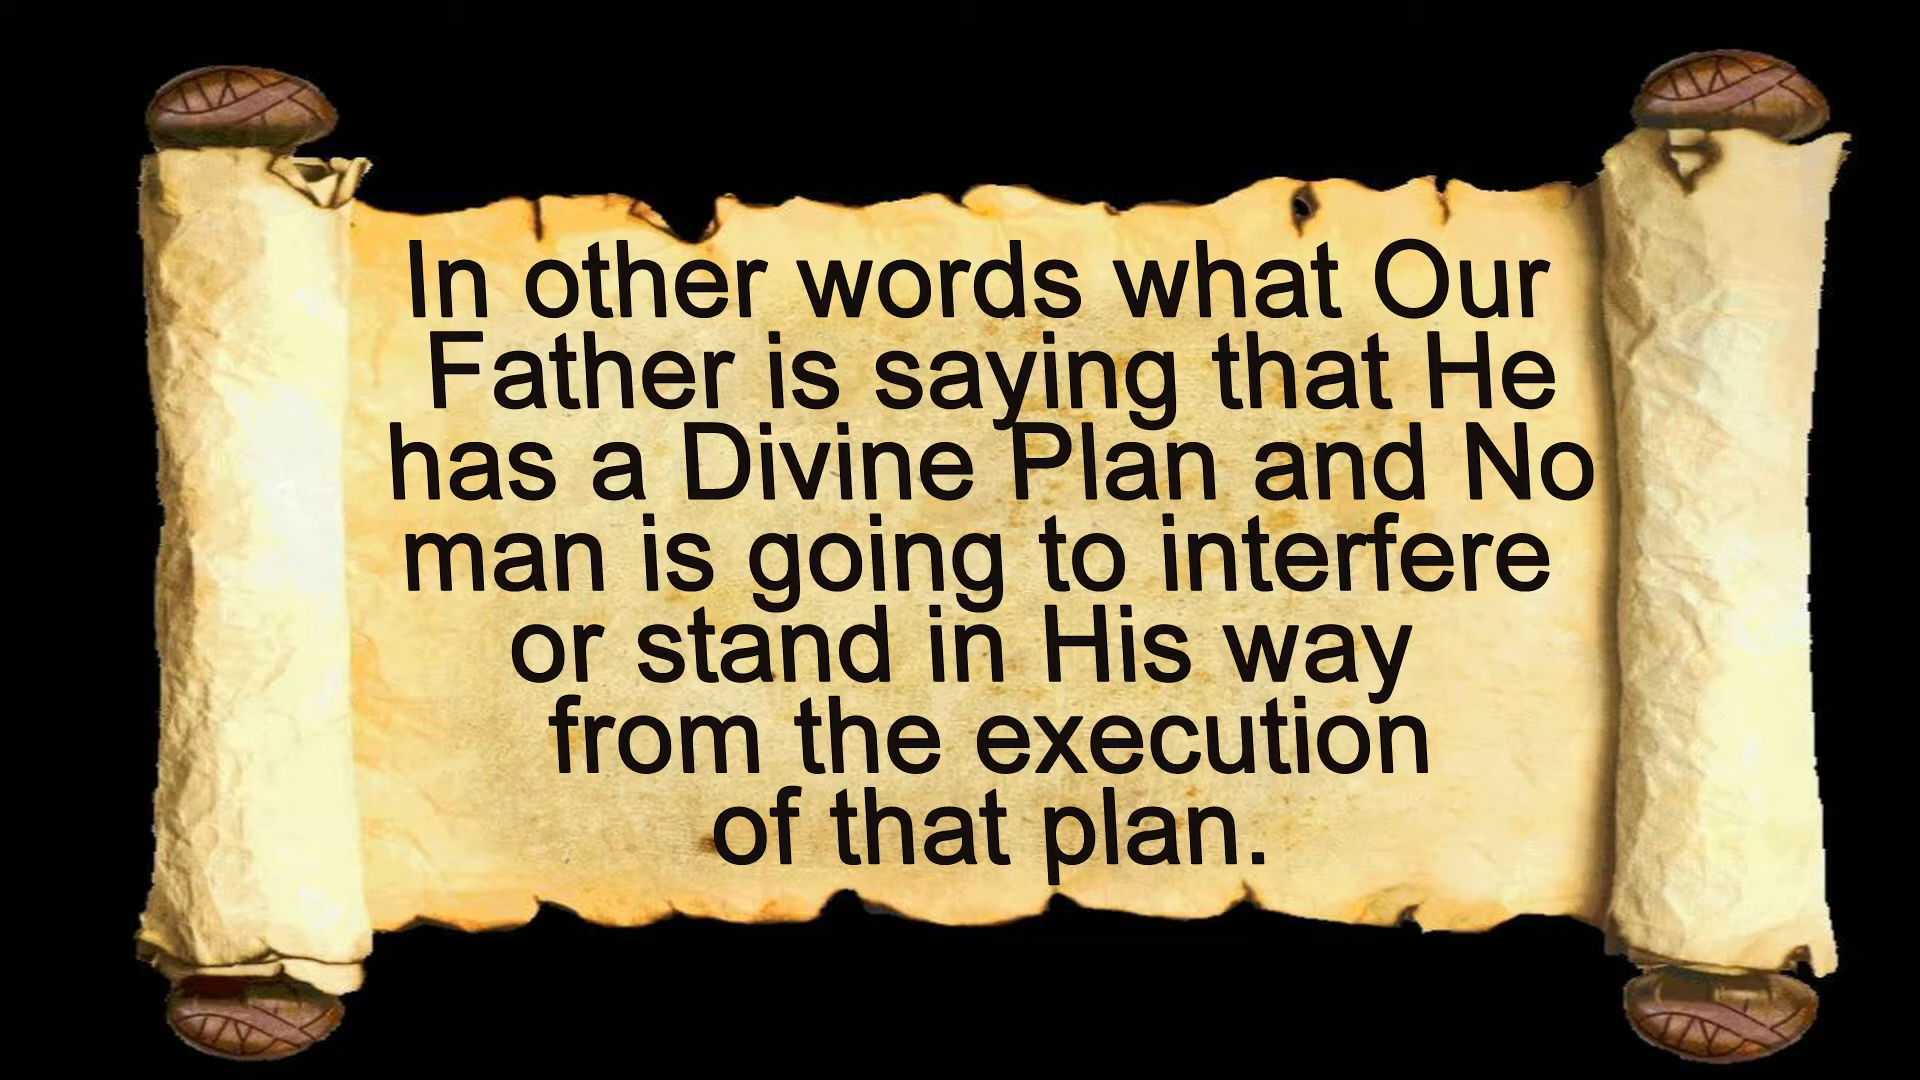 In other words what Our
Father is saying that He
has a Divine Plan and No
man is going to interfere
or stand in His way
from the execution
of that plan.